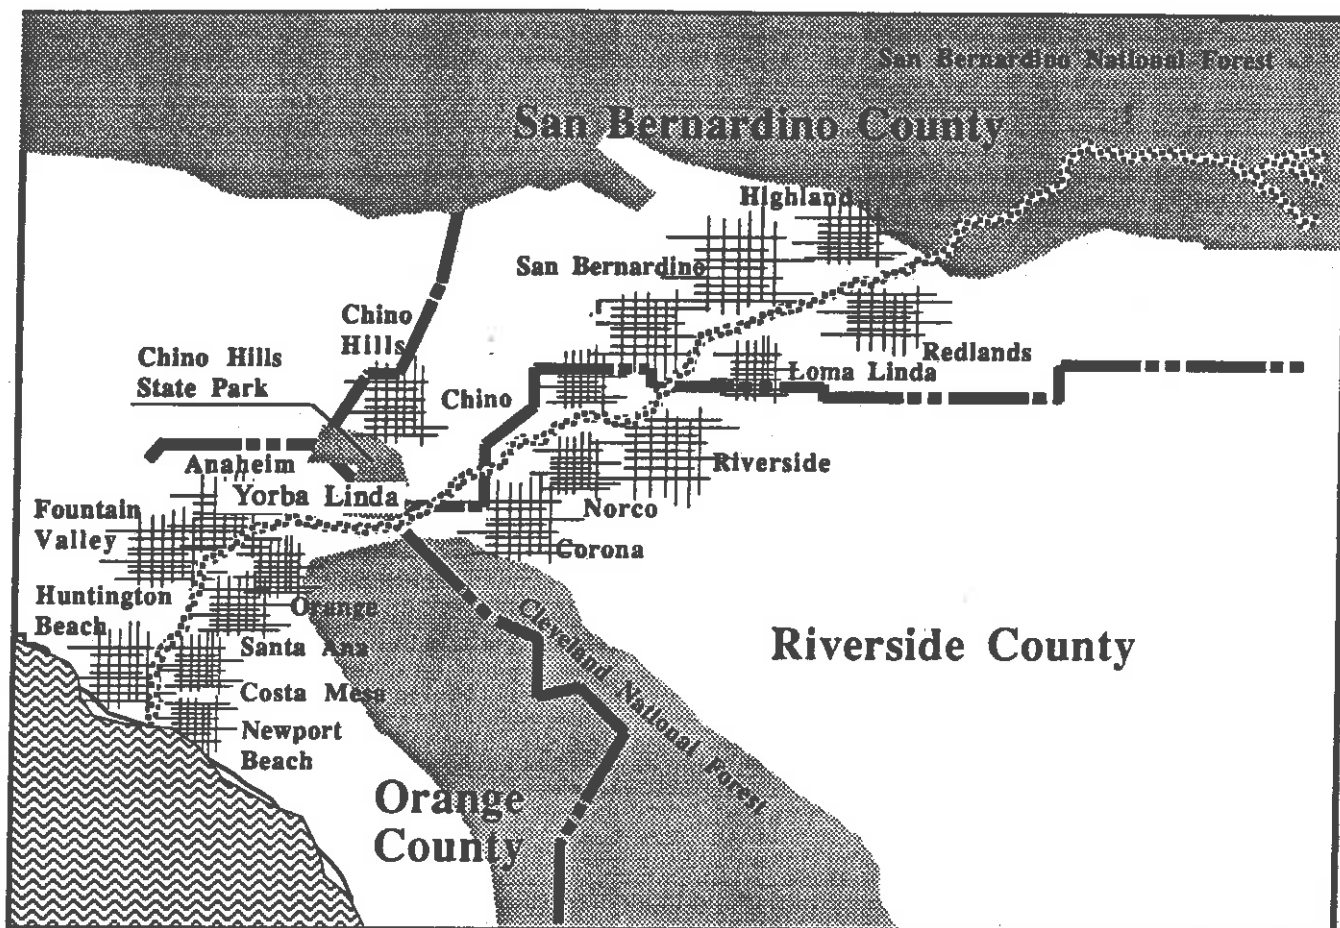 San Bernardino National Forest
San Bernardino County
Highland
San Bernardino
Chino
Hills
Chino Hills
State Park
Redlands
Loma Linda
Chino
Anaheim
Riverside
Yorba Linda
Fountain
Valley
Norco
Corona
Huntington
Beach
Orange
Cleveland National Forest
Santa Ana
Riverside County
Costa Mesa
Newport
Beach
Orange
County